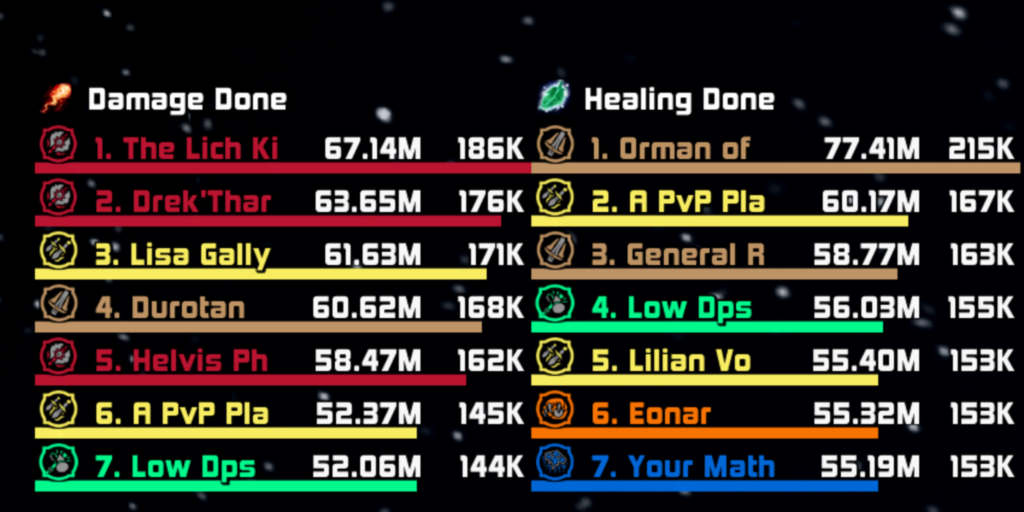 Damage Done
1. The Lich Ki 67.14M 186K
2. Drek'Thar 63.65M 176K
3. Lisa Gally 61.63M 171K
4. Durotan 60.62M 168K
5. Helvis Ph 58.47M 162K
6. A PvP Pla 52.37M 145K
7. Low Dps 52.06M 144K
Healing Done
1. Orman of 77.41M 215K
2. A PvP Pla 60.17M 167K
3. General R 58.77M 163K
4. Low Dps 56.03M 155K
5. Lilian Vo 55.40M 153K
6. Eonar 55.32M 153K
7. Your Math 55.19M 153K